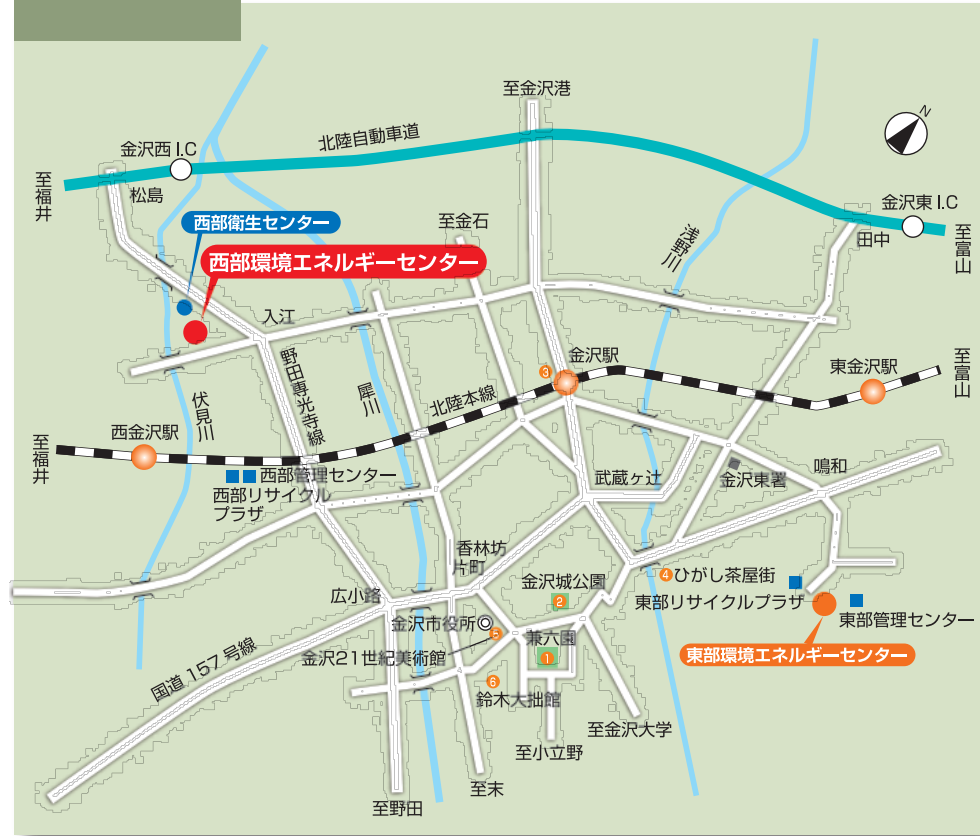 至金沢港
N
北陸自動車道
金沢西 I.C
至福井
松島
金沢東 I.C
西部衛生センター
至金石
浅野川
田中
至富山
西部環境エネルギーセンター
入江
野田専光寺線
犀川
金沢駅
3
東金沢駅
至富山
北陸本線
伏見川
西金沢駅
至福井
西部管理センター
西部リサイクル
プラザ
武蔵ヶ辻
金沢東署
鳴和
香林坊
片町
金沢城公園
2
4
ひがし茶屋街
広小路
東部リサイクルプラザ
金沢市役所
東部管理センター
兼六園
1
5
金沢21世紀美術館
東部環境エネルギーセンター
国道 157 号線
6
鈴木大拙館
至金沢大学
至小立野
至末
至野田